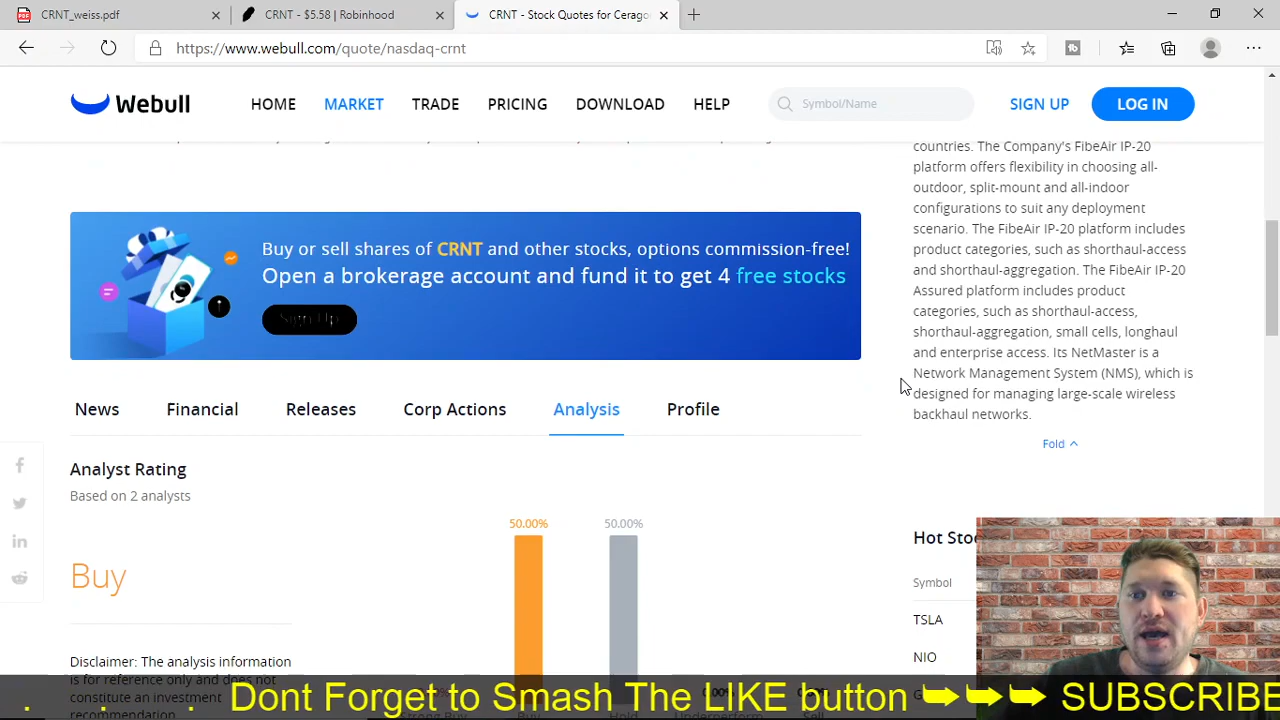 CRNT_weiss.pdf
CRNT - $5.58 | Robinhood
CRNT - Stock Quotes for Cerago
https://www.webull.com/quote/nasdaq-crnt
Webull
HOME
MARKET
TRADE
PRICING
DOWNLOAD
HELP
Symbol/Name
SIGN UP
LOG IN
Buy or sell shares of CRNT and other stocks, options commission-free!
Open a brokerage account and fund it to get 4 free stocks
Sign Up
News
Financial
Releases
Corp Actions
Analysis
Profile
Analyst Rating
Based on 2 analysts
Buy
50.00%
50.00%
Disclaimer: The analysis information
is for reference only and does not
constitute an investment
recommendation.
countries. The Company's FibeAir IP-20
platform offers flexibility in choosing all-
outdoor, split-mount and all-indoor
configurations to suit any deployment
scenario. The FibeAir IP-20 platform includes
product categories, such as shorthaul-access
and shorthaul-aggregation. The FibeAir IP-20
Assured platform includes product
categories, such as shorthaul-access,
shorthaul-aggregation, small cells, longhaul
and enterprise access. Its NetMaster is a
Network Management System (NMS), which is
designed for managing large-scale wireless
backhaul networks.
Fold
Hot Stoc
Symbol
TSLA
NIO
. . . Dont Forget to Smash The LIKE button ➥➥➥ SUBSCRIBE